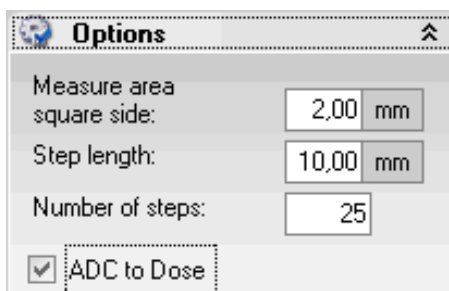 Options
Measure area
square side: 2,00 mm
Step length: 10,00 mm
Number of steps: 25
ADC to Dose